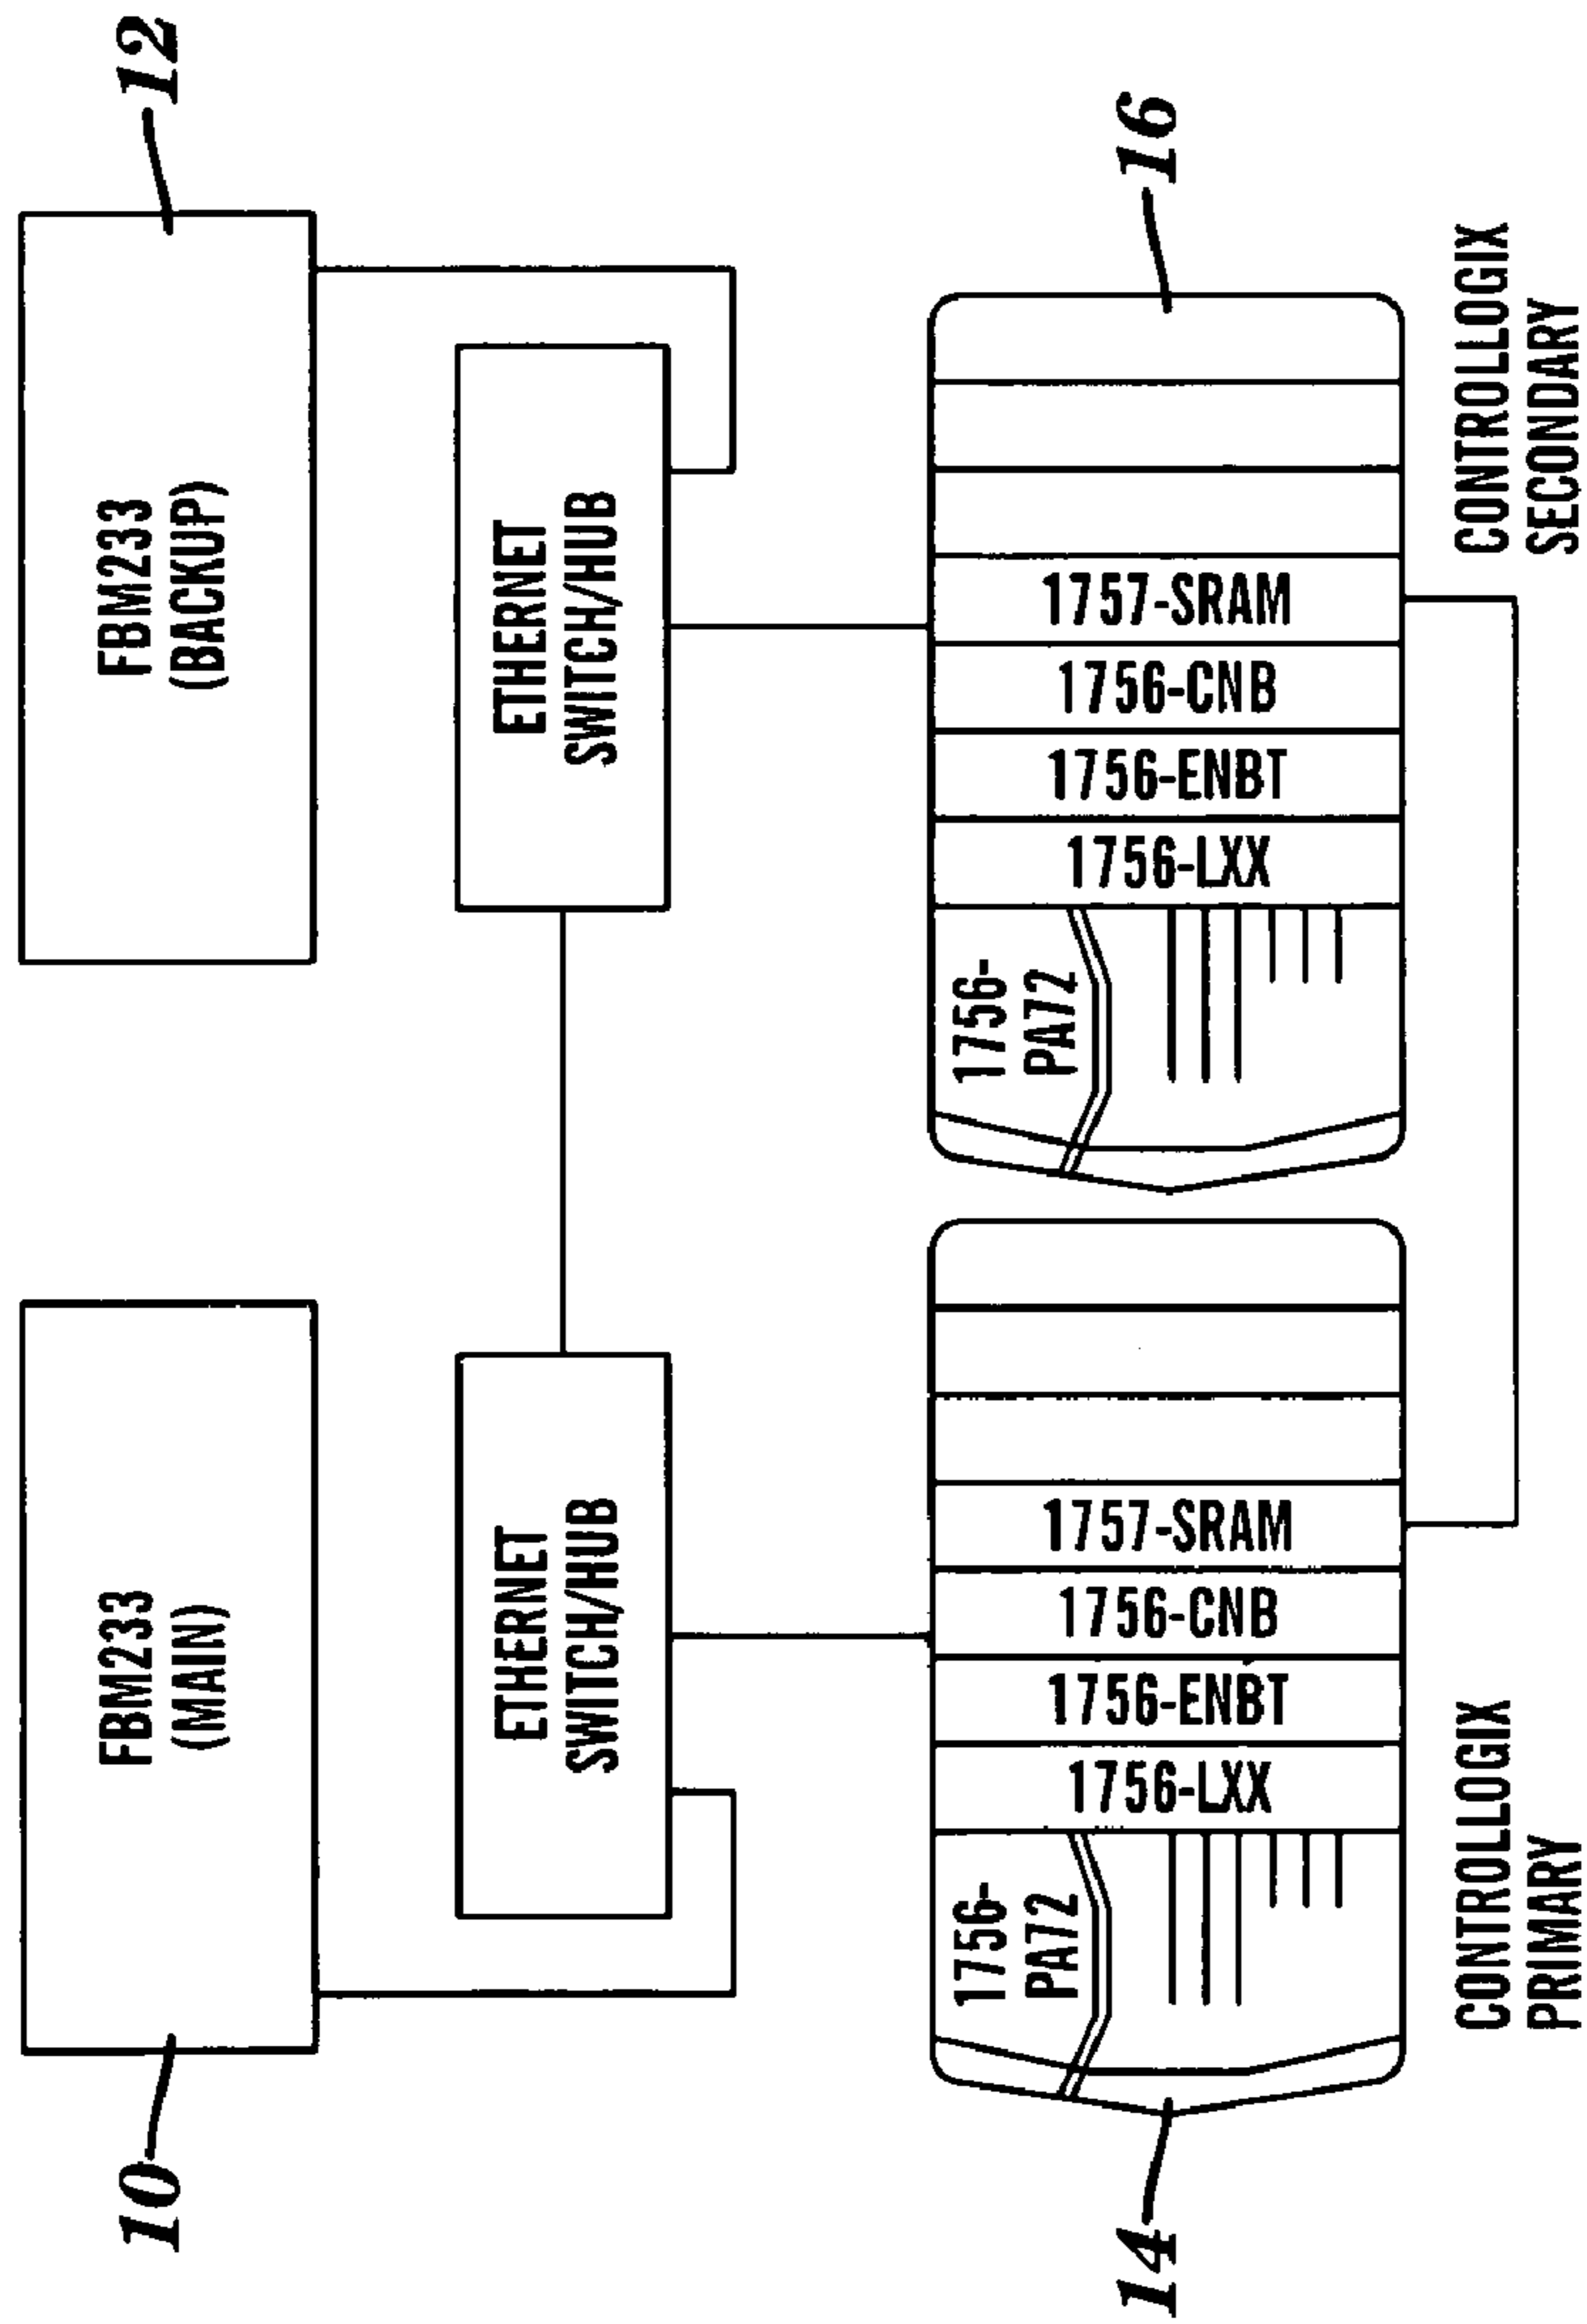 10
FBM233
(MAIN)
FBM233
(BACKUP)
12
ETHERNET
SWITCH/HUB
ETHERNET
SWITCH/HUB
14
1756-
PA72
1756-LXX
1756-ENBT
1756-CNB
1757-SRAM
1756-
PA72
1756-LXX
1756-ENBT
1756-CNB
1757-SRAM
16
CONTROLLOGIX
PRIMARY
CONTROLLOGIX
SECONDARY